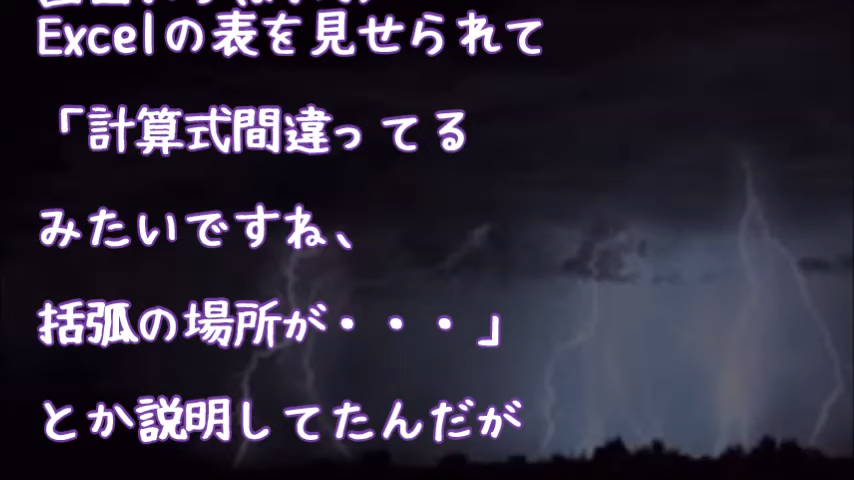 Excelの表を見せられて
「計算式間違ってる
みたいですね、
括弧の場所が・・・」
とか説明してたんだが